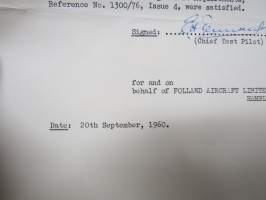 Reference No. 1300/76, Issue 4, were satisfied.
Signed:
(Chief Test Pilot)
for and on
behalf of FOLLAND AIRCRAFT LIMITE
HAMBL
Date: 20th September, 1960.